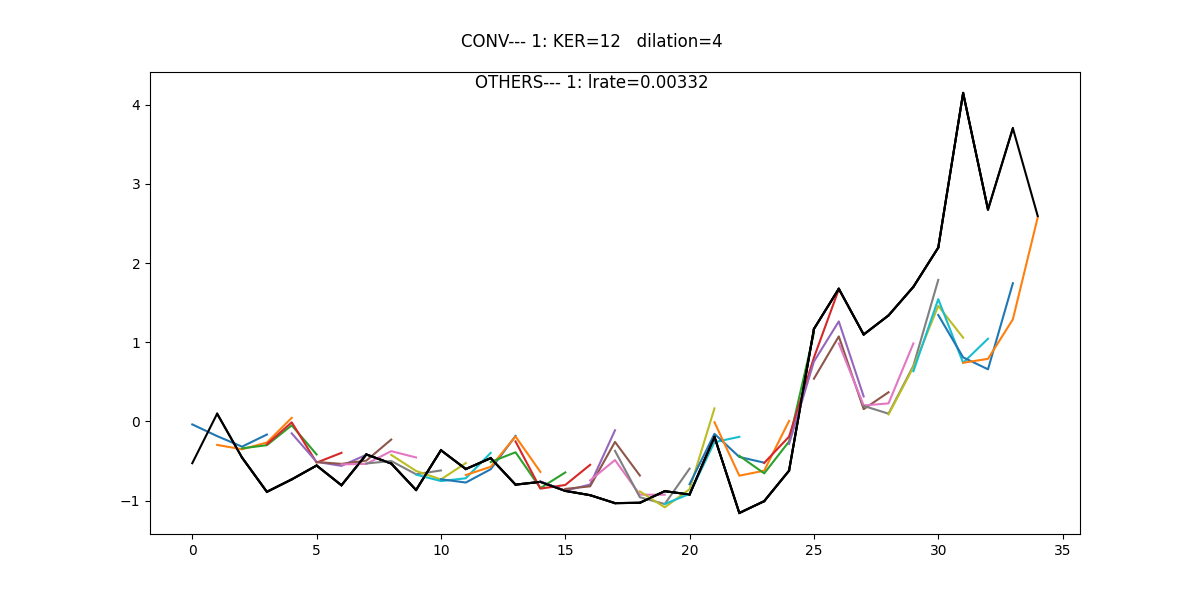 CONV--- 1: KER=12   dilation=4
OTHERS--- 1: lrate=0.00332
4
3
2
1
0
−1
0 5 10 15 20 25 30 35